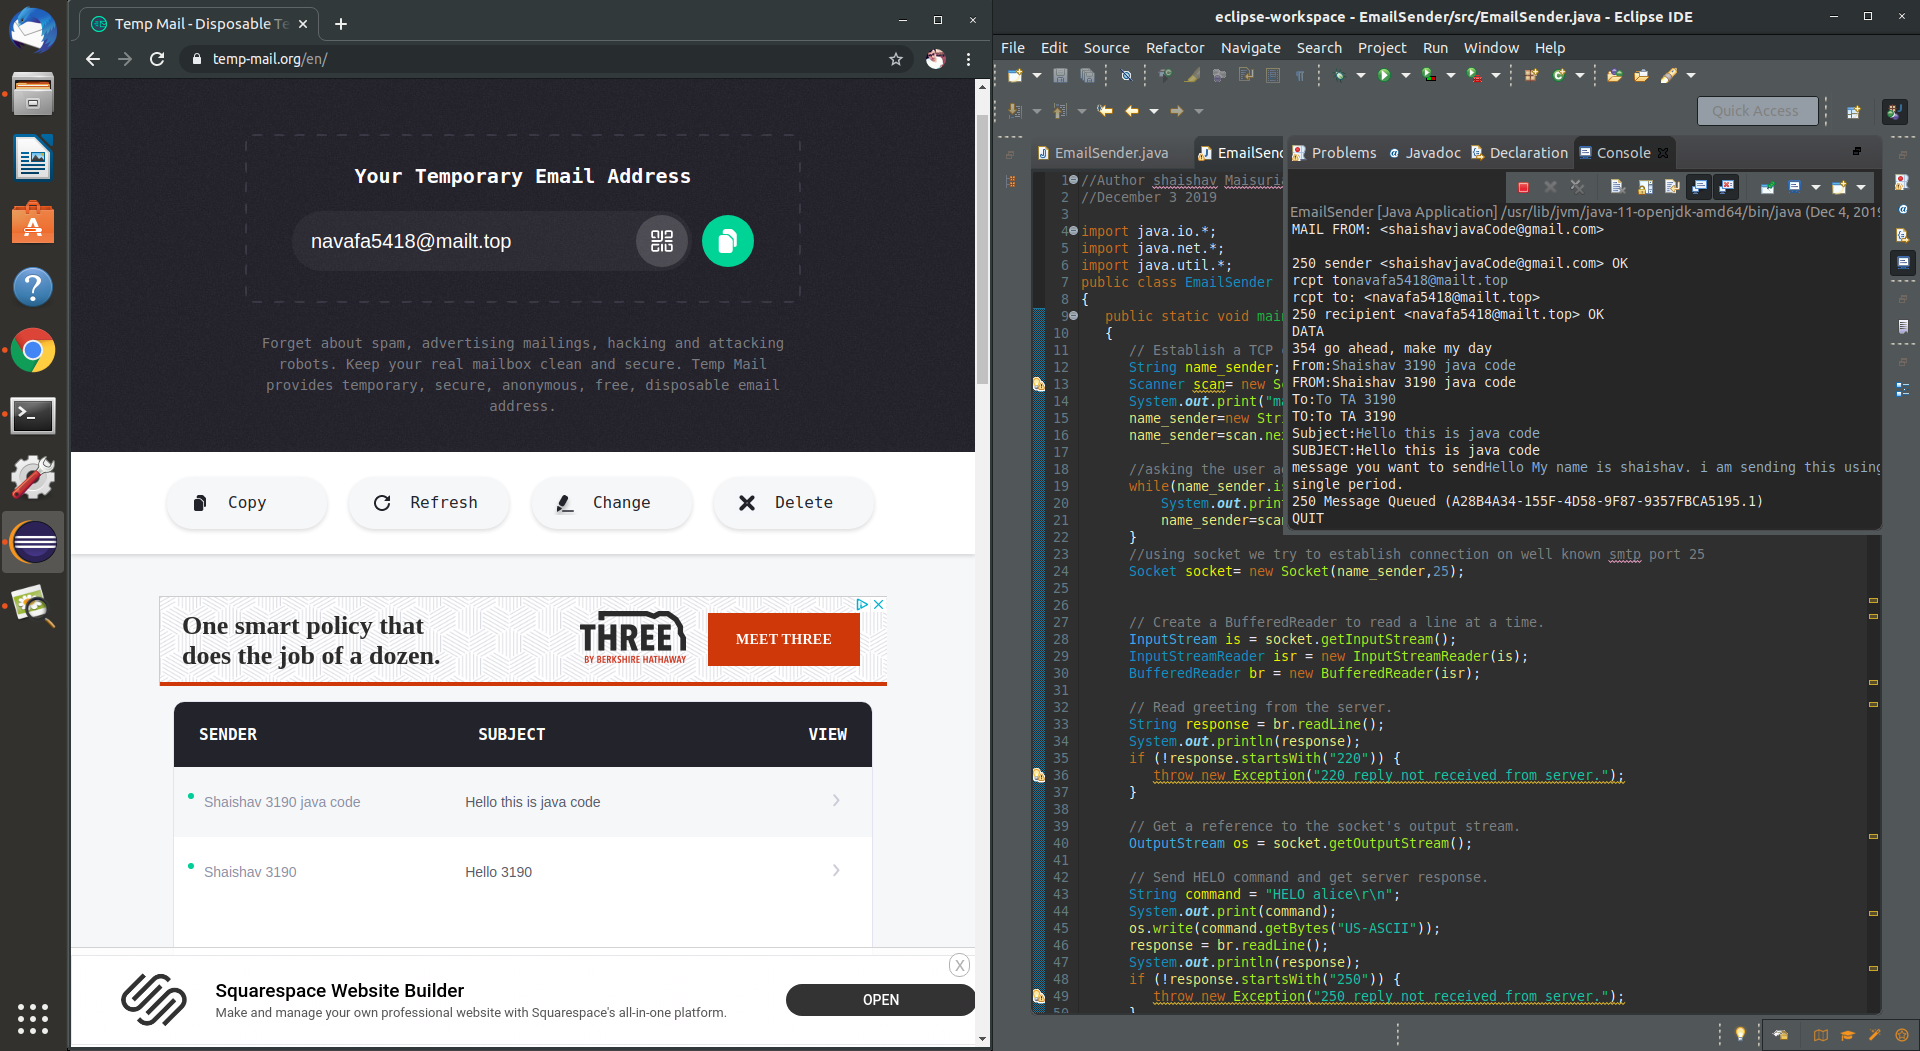 Temp Mail - Disposable Te
temp-mail.org/en/
Your Temporary Email Address
navafa5418@mailt.top
Forget about spam, advertising mailings, hacking and attacking
robots. Keep your real mailbox clean and secure. Temp Mail
provides temporary, secure, anonymous, free, disposable email
address.
Copy
Refresh
Change
Delete
One smart policy that
does the job of a dozen.
THREE
BY BERKSHIRE HATHAWAY
MEET THREE
SENDER SUBJECT VIEW
Shaishav 3190 java code Hello this is java code
Shaishav 3190 Hello 3190
X
Squarespace Website Builder
Make and manage your own professional website with Squarespace's all-in-one platform.
OPEN
eclipse-workspace - EmailSender/src/EmailSender.java - Eclipse IDE
File Edit Source Refactor Navigate Search Project Run Window Help
Quick Access
EmailSender.java
EmailSen
Problems
Javadoc
Declaration
Console
EmailSender [Java Application] /usr/lib/jvm/java-11-openjdk-amd64/bin/java (Dec 4, 2019
MAIL FROM: <shaishavjavaCode@gmail.com>
250 sender <shaishavjavaCode@gmail.com> OK
rcpt tonavafa5418@mailt.top
rcpt to: <navafa5418@mailt.top>
250 recipient <navafa5418@mailt.top> OK
DATA
354 go ahead, make my day
From:Shaishav 3190 java code
FROM:Shaishav 3190 java code
To:To TA 3190
TO:To TA 3190
Subject:Hello this is java code
SUBJECT:Hello this is java code
message you want to sendHello My name is shaishav. i am sending this using
single period.
250 Message Queued (A28B4A34-155F-4D58-9F87-9357FBCA5195.1)
QUIT
1 //Author shaishav Maisuria
2 //December 3 2019
3
4 import java.io.*;
5 import java.net.*;
6 import java.util.*;
7 public class EmailSender
8 {
9 public static void main
10 {
11 // Establish a TCP
12 String name_sender;
13 Scanner scan= new Sc
14 System.out.print("ma
15 name_sender=new Stri
16 name_sender=scan.nex
17
18 //asking the user ad
19 while(name_sender.is
20 System.out.print
21 name_sender=scan
22 }
23 //using socket we try to establish connection on well known smtp port 25
24 Socket socket= new Socket(name_sender,25);
25
26
27 // Create a BufferedReader to read a line at a time.
28 InputStream is = socket.getInputStream();
29 InputStreamReader isr = new InputStreamReader(is);
30 BufferedReader br = new BufferedReader(isr);
31
32 // Read greeting from the server.
33 String response = br.readLine();
34 System.out.println(response);
35 if (!response.startsWith("220")) {
36 throw new Exception("220 reply not received from server.");
37 }
38
39 // Get a reference to the socket's output stream.
40 OutputStream os = socket.getOutputStream();
41
42 // Send HELO command and get server response.
43 String command = "HELO alice\r\n";
44 System.out.print(command);
45 os.write(command.getBytes("US-ASCII"));
46 response = br.readLine();
47 System.out.println(response);
48 if (!response.startsWith("250")) {
49 throw new Exception("250 reply not received from server.");
50 }